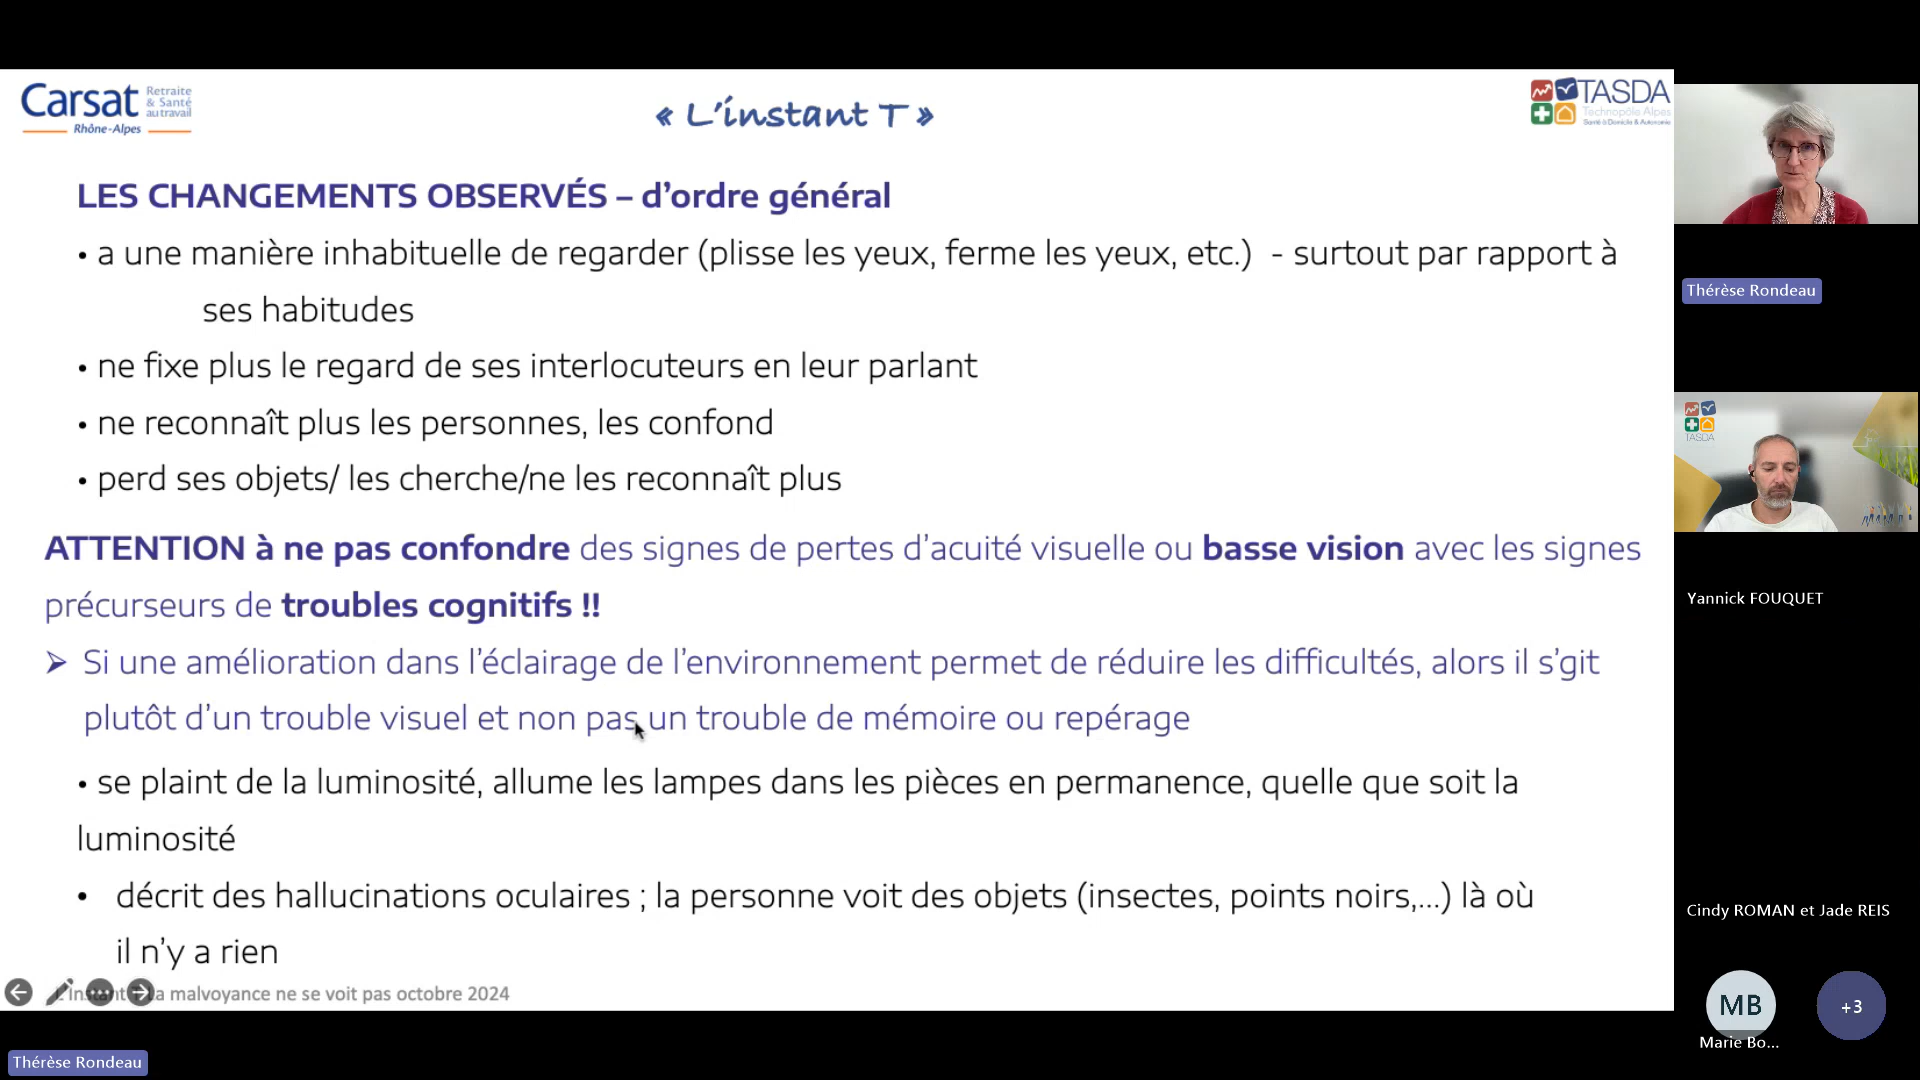 Carsat Retraite & Santé au travail
Rhône-Alpes
« L'instant T »
TASDA
Technopôle Alpes
Santé à Domicile & Autonomie
LES CHANGEMENTS OBSERVÉS – d'ordre général
• a une manière inhabituelle de regarder (plisse les yeux, ferme les yeux, etc.) - surtout par rapport à
ses habitudes
• ne fixe plus le regard de ses interlocuteurs en leur parlant
• ne reconnaît plus les personnes, les confond
• perd ses objets/ les cherche/ne les reconnaît plus
ATTENTION à ne pas confondre des signes de pertes d'acuité visuelle ou basse vision avec les signes
précurseurs de troubles cognitifs !!
➢ Si une amélioration dans l'éclairage de l'environnement permet de réduire les difficultés, alors il s'git
plutôt d'un trouble visuel et non pas un trouble de mémoire ou repérage
• se plaint de la luminosité, allume les lampes dans les pièces en permanence, quelle que soit la
luminosité
• décrit des hallucinations oculaires ; la personne voit des objets (insectes, points noirs,...) là où
il n'y a rien
L'Instant T La malvoyance ne se voit pas octobre 2024
Thérèse Rondeau
Thérèse Rondeau
TASDA
Yannick FOUQUET
Cindy ROMAN et Jade REIS
MB
+3
Marie Bo...